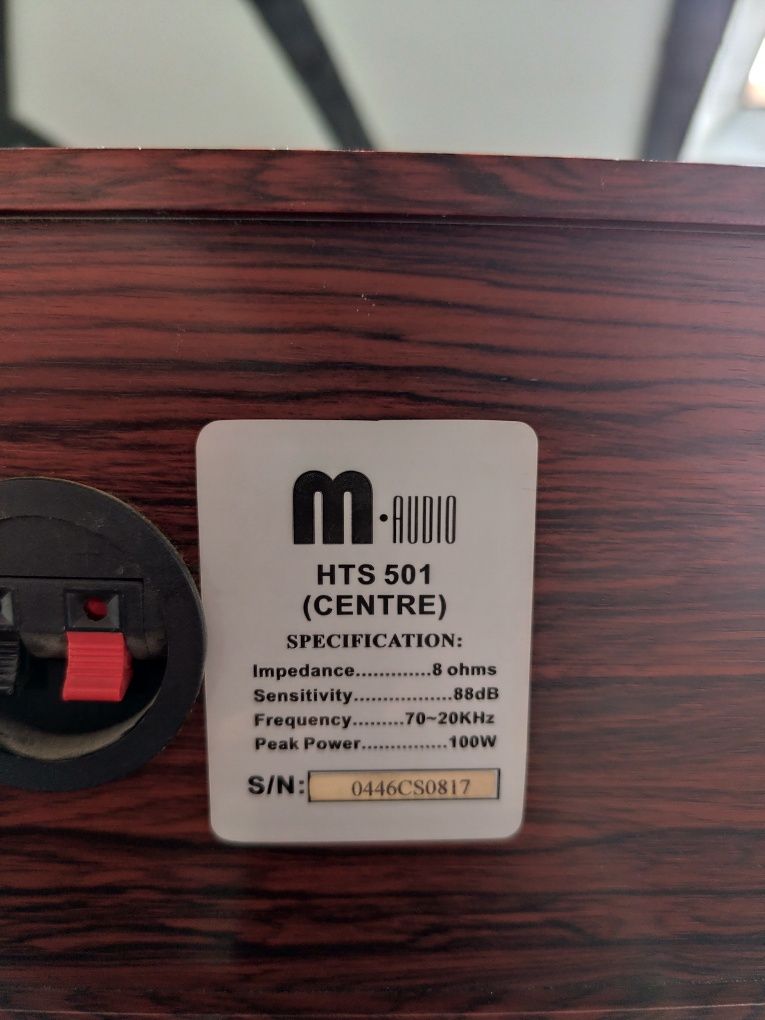 m·AUDIO
HTS 501
(CENTRE)
SPECIFICATION:
Impedance.............8 ohms
Sensitivity.................88dB
Frequency.........70~20KHz
Peak Power...............100W
S/N: 0446CS0817